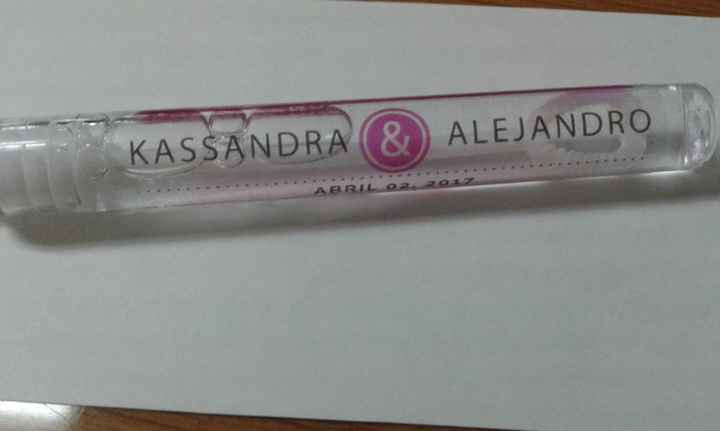 KASSANDRA & ALEJANDRO
ABRIL 02, 2017